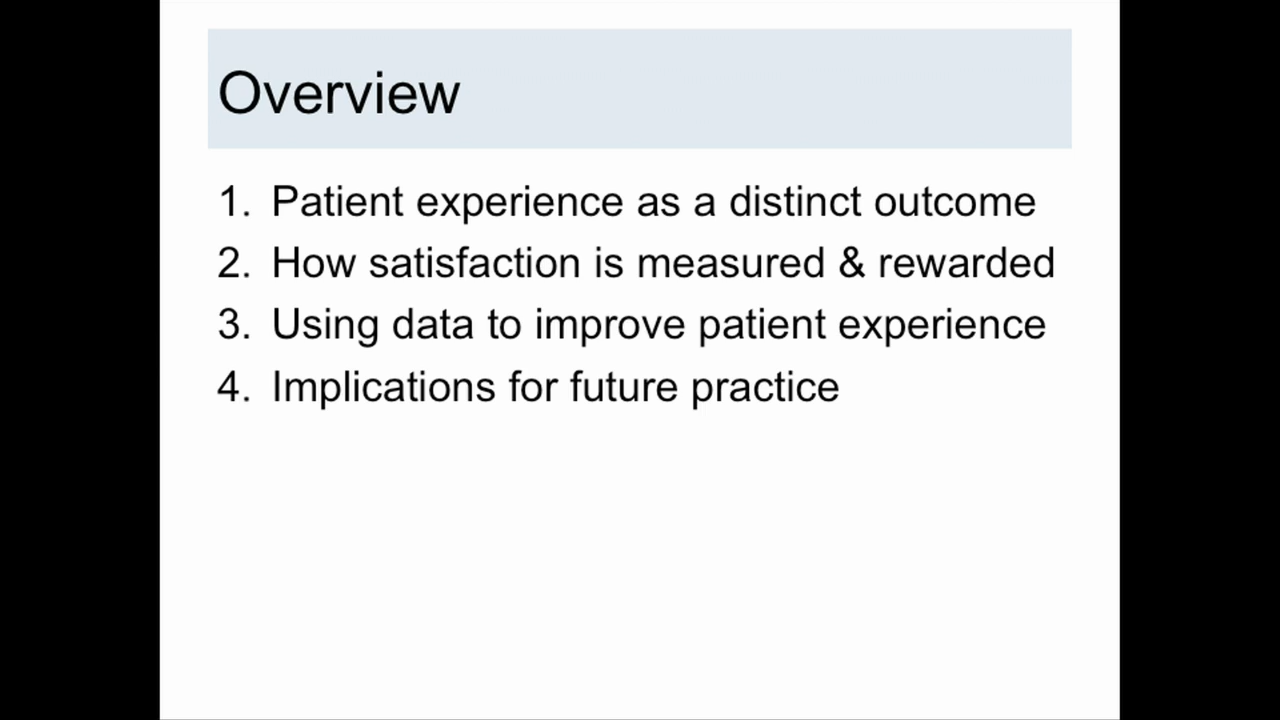 Overview
1. Patient experience as a distinct outcome
2. How satisfaction is measured & rewarded
3. Using data to improve patient experience
4. Implications for future practice